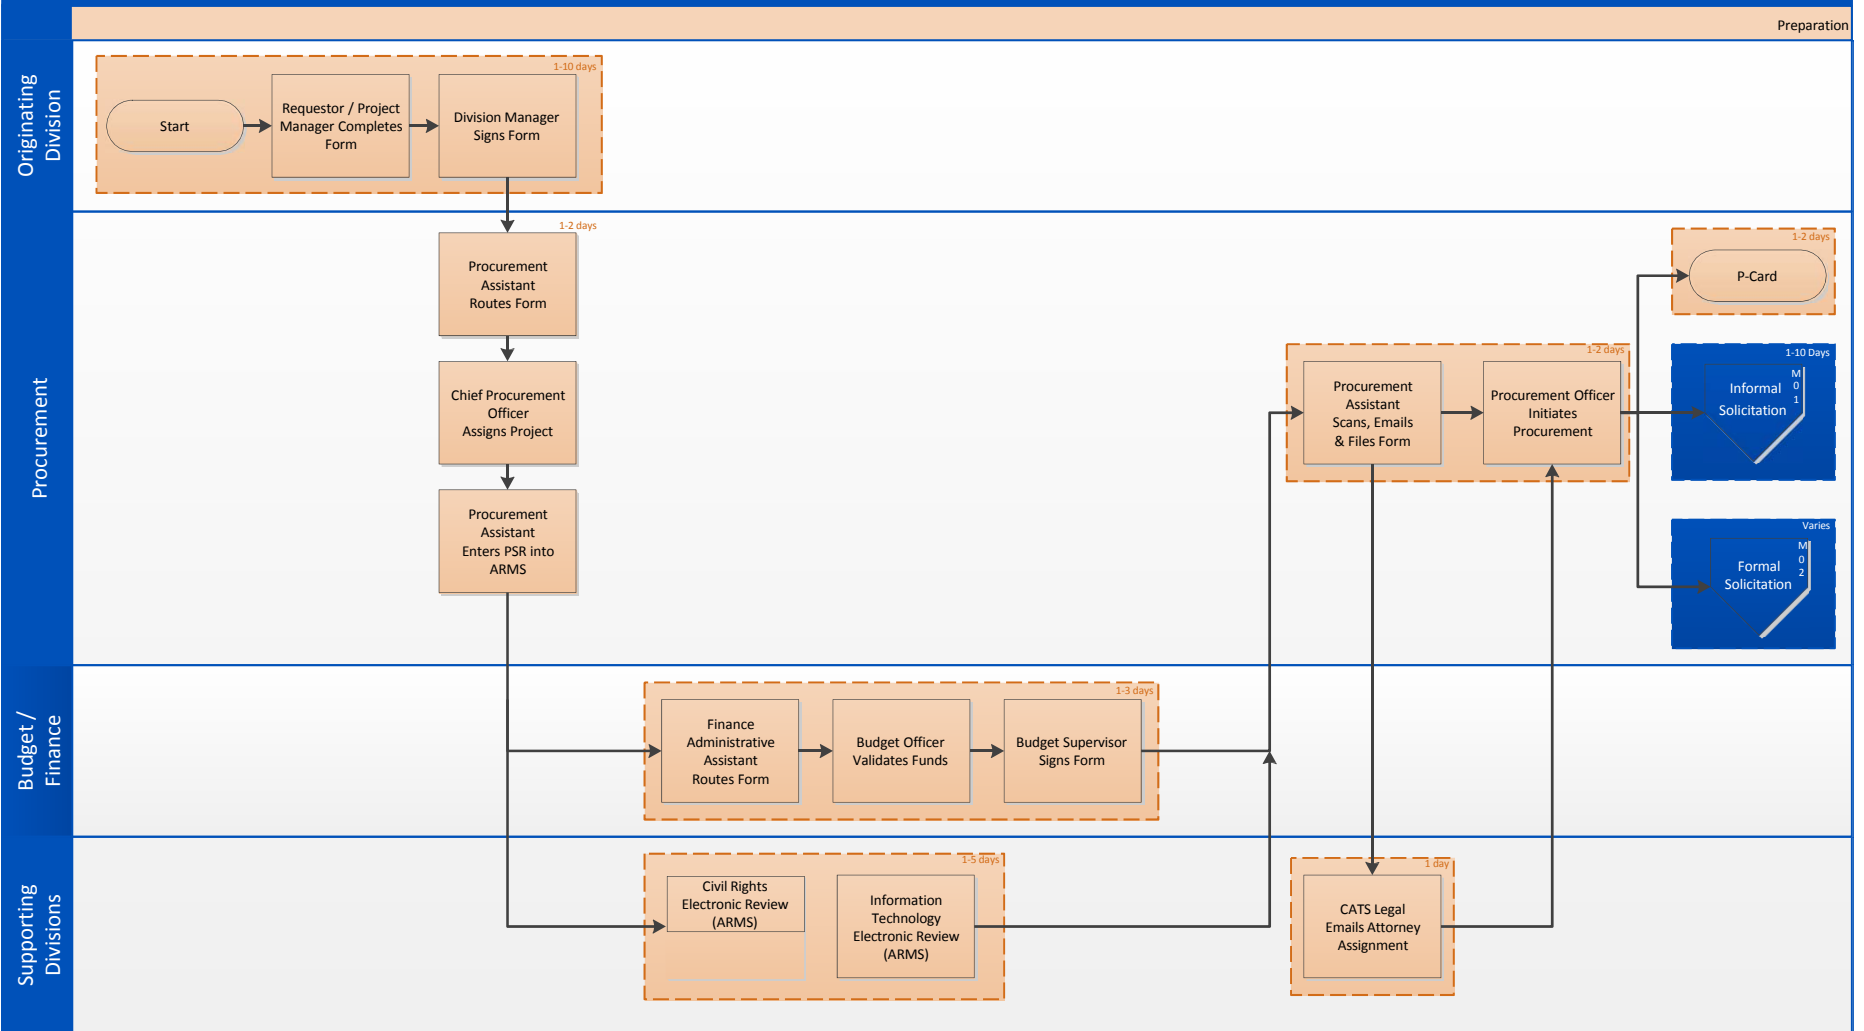 Preparation
Originating
Division
1-10 days
Start
Requestor / Project
Manager Completes
Form
Division Manager
Signs Form
Procurement
1-2 days
Procurement
Assistant
Routes Form
Chief Procurement
Officer
Assigns Project
Procurement
Assistant
Enters PSR into
ARMS
1-2 days
Procurement
Assistant
Scans, Emails
& Files Form
Procurement Officer
Initiates
Procurement
1-2 days
P-Card
1-10 Days
Informal
Solicitation
M
0
1
Varies
Formal
Solicitation
M
0
2
Budget /
Finance
1-3 days
Finance
Administrative
Assistant
Routes Form
Budget Officer
Validates Funds
Budget Supervisor
Signs Form
Supporting
Divisions
1-5 days
Civil Rights
Electronic Review
(ARMS)
Information
Technology
Electronic Review
(ARMS)
1 day
CATS Legal
Emails Attorney
Assignment